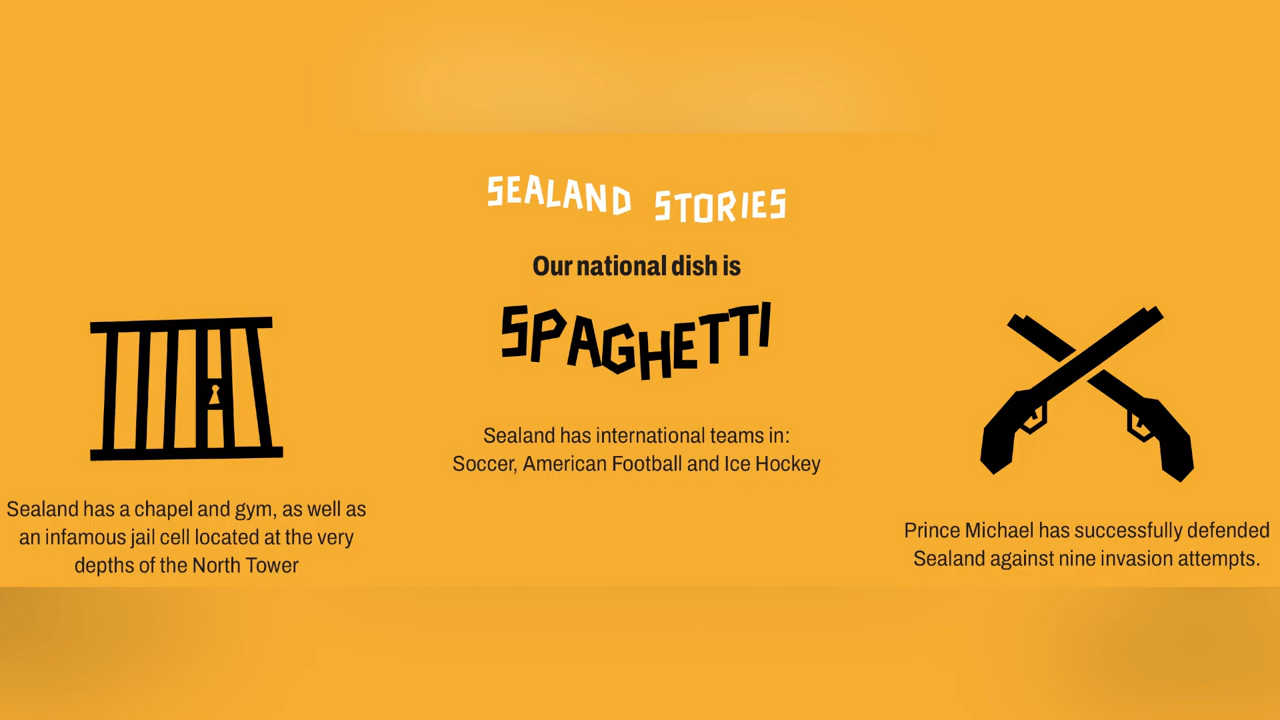 SEALAND STORIES
Our national dish is
SPAGHETTI
Sealand has international teams in:
Soccer, American Football and Ice Hockey
Sealand has a chapel and gym, as well as
an infamous jail cell located at the very
depths of the North Tower
Prince Michael has successfully defended
Sealand against nine invasion attempts.